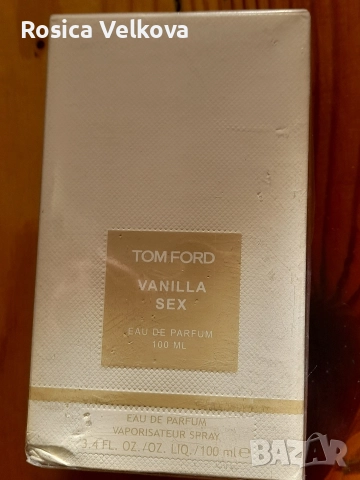 Rosica Velkova
TOM FORD
VANILLA
SEX
EAU DE PARFUM
100 ML
EAU DE PARFUM
VAPORISATEUR SPRAY
3.4 FL. OZ./OZ. LIQ./100 ml ℮
BAZAR